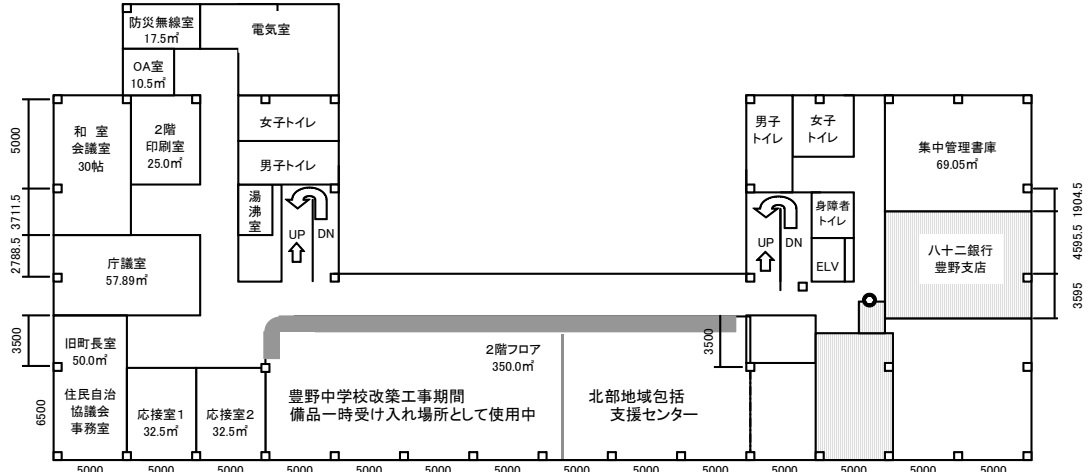 防災無線室
17.5㎡
電気室
OA室
10.5㎡
和 室
会議室
30帖
2階
印刷室
25.0㎡
女子トイレ
男子トイレ
湯
沸
室
UP
DN
庁議室
57.89㎡
旧町長室
50.0㎡
住民自治
協議会
事務室
応接室1
32.5㎡
応接室2
32.5㎡
2階フロア
350.0㎡
豊野中学校改築工事期間
備品一時受け入れ場所として使用中
北部地域包括
支援センター
男子
トイレ
女子
トイレ
身障者
トイレ
UP
DN
ELV
集中管理書庫
69.05㎡
八十二銀行
豊野支店
5000
3711.5
2788.5
3500
6500
3500
1904.5
4595.5
3595
5000 5000 5000 5000 5000 5000 5000 5000 5000 5000 5000 5000 5000